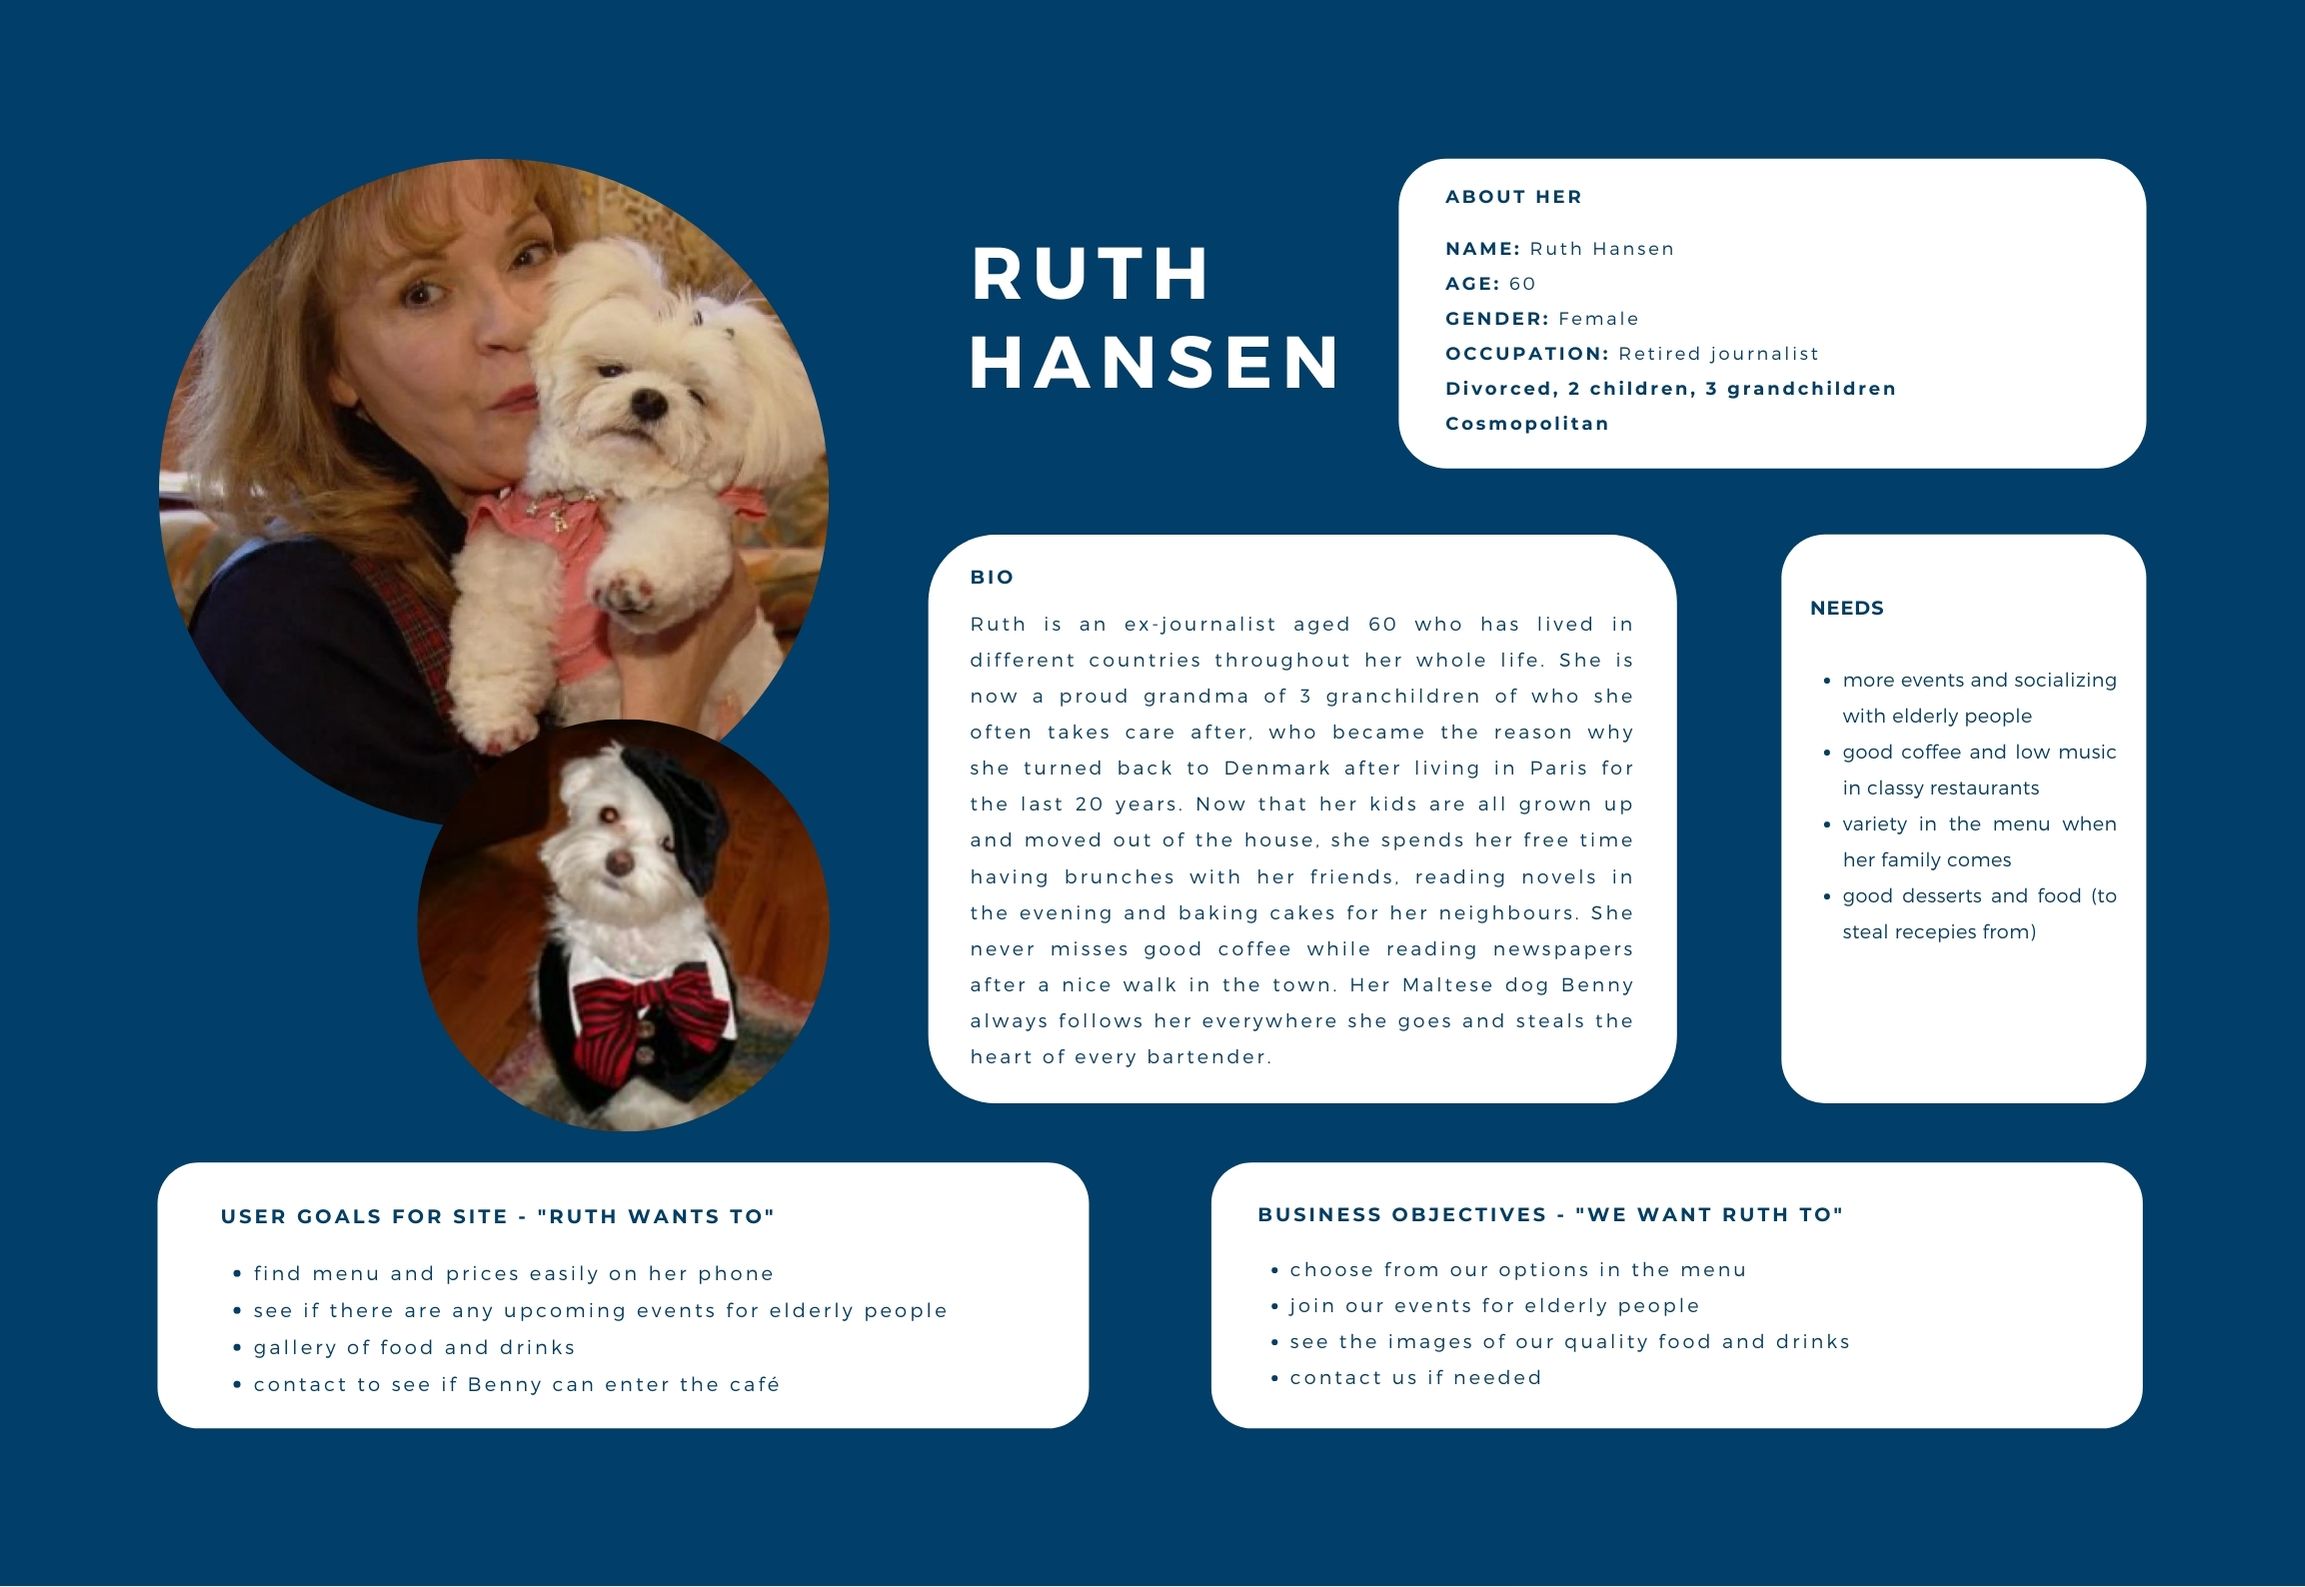 RUTH
HANSEN
ABOUT HER
NAME: Ruth Hansen
AGE: 60
GENDER: Female
OCCUPATION: Retired journalist
Divorced, 2 children, 3 grandchildren
Cosmopolitan
BIO
Ruth is an ex-journalist aged 60 who has lived in
different countries throughout her whole life. She is
now a proud grandma of 3 granchildren of who she
often takes care after, who became the reason why
she turned back to Denmark after living in Paris for
the last 20 years. Now that her kids are all grown up
and moved out of the house, she spends her free time
having brunches with her friends, reading novels in
the evening and baking cakes for her neighbours. She
never misses good coffee while reading newspapers
after a nice walk in the town. Her Maltese dog Benny
always follows her everywhere she goes and steals the
heart of every bartender.
NEEDS
• more events and socializing
with elderly people
• good coffee and low music
in classy restaurants
• variety in the menu when
her family comes
• good desserts and food (to
steal recepies from)
USER GOALS FOR SITE - "RUTH WANTS TO"
• find menu and prices easily on her phone
• see if there are any upcoming events for elderly people
• gallery of food and drinks
• contact to see if Benny can enter the café
BUSINESS OBJECTIVES - "WE WANT RUTH TO"
• choose from our options in the menu
• join our events for elderly people
• see the images of our quality food and drinks
• contact us if needed